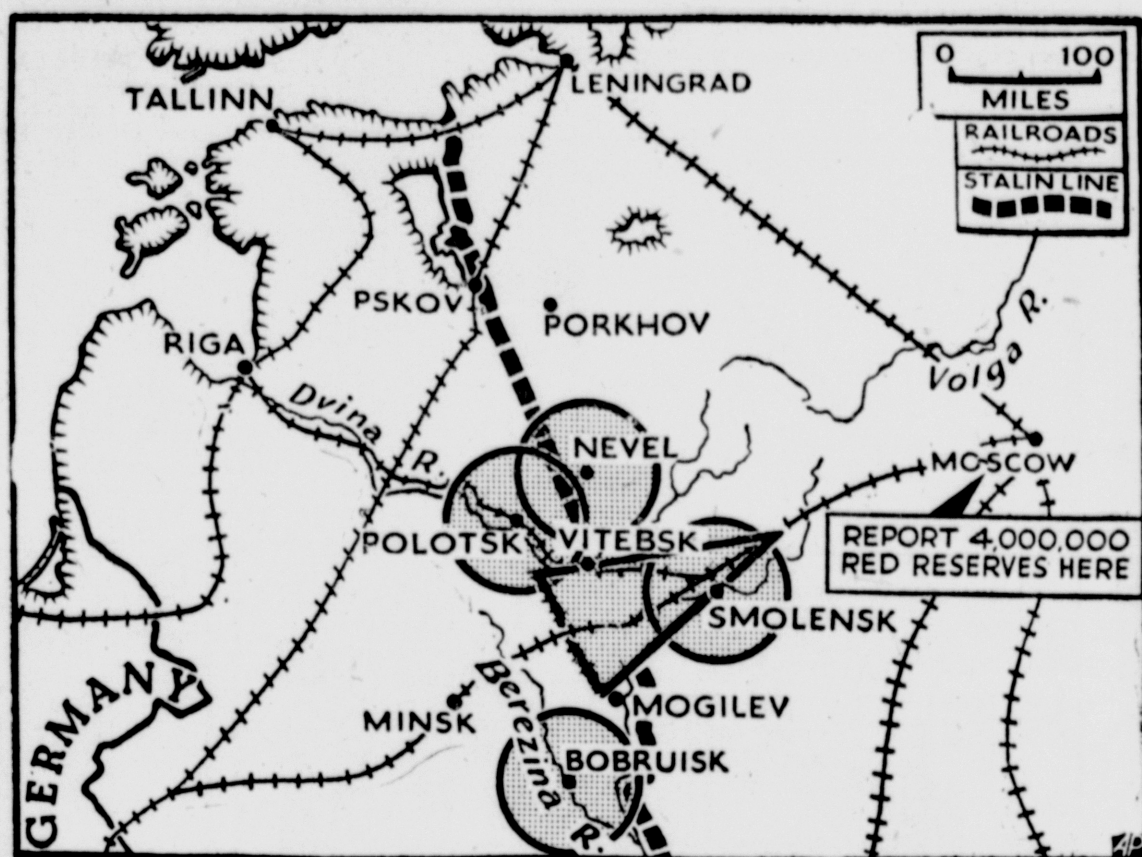 LENINGRAD
0 100
MILES
RAILROADS
STALIN LINE
TALLINN
PSKOV
PORKHOV
RIGA
Dvina
R.
Volga
R.
NEVEL
MOSCOW
POLOTSK
VITEBSK
REPORT 4,000,000
RED RESERVES HERE
SMOLENSK
GERMANY
MINSK
Berezina
R.
MOGILEV
BOBRUISK
AP